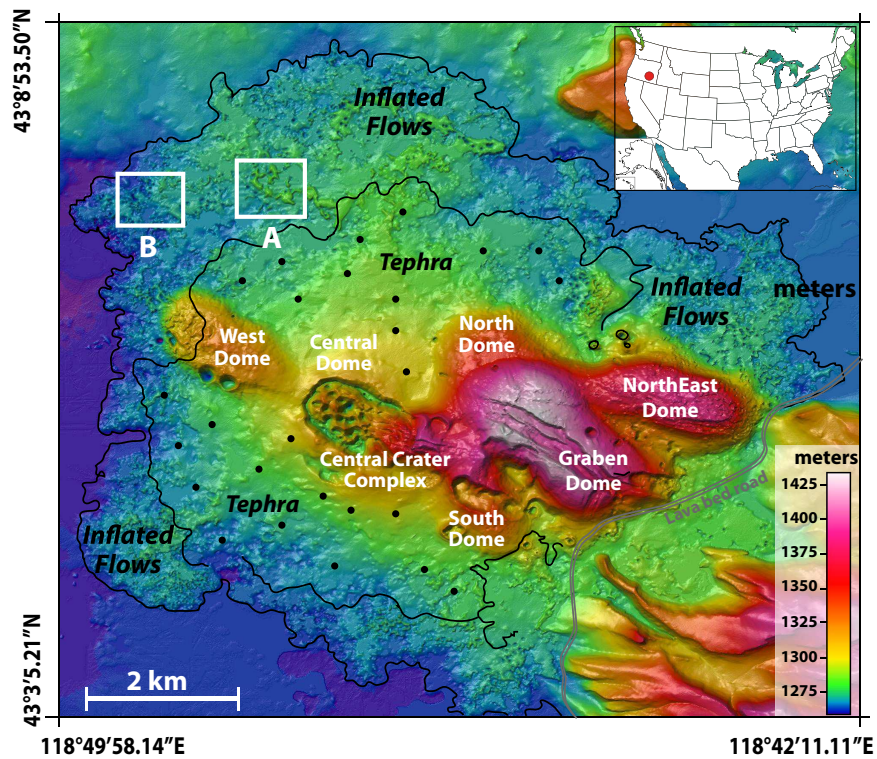 43°8′53.50″N
Inflated
Flows
B
A
Tephra
Inflated
Flows
meters
West
Dome
Central
Dome
North
Dome
NorthEast
Dome
Central Crater
Complex
Graben
Dome
South
Dome
Tephra
Inflated
Flows
Lava bed road
meters
1425
1400
1375
1350
1325
1300
1275
2 km
43°3′5.21″N
118°49′58.14″E
118°42′11.11″E